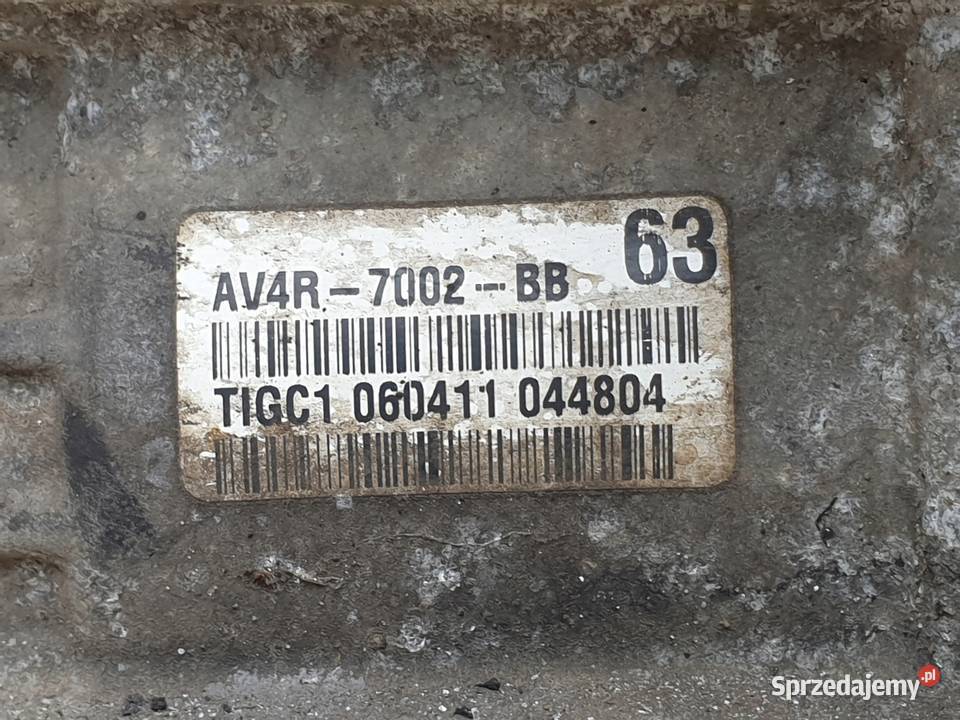 63
AV4R-7002-BB
TIGC1 060411 044804
Sprzedajemy.pl